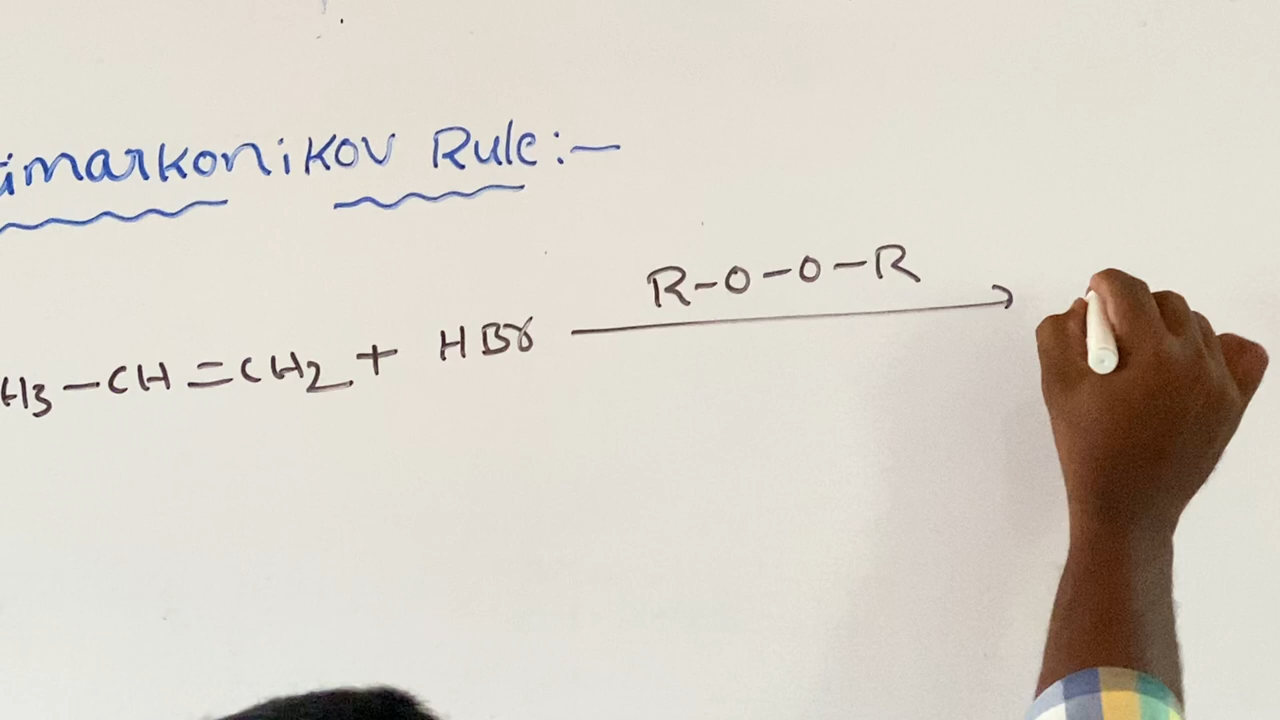 imarkonikov Rule:-
R-O-O-R
H3-CH=CH2 + HBr